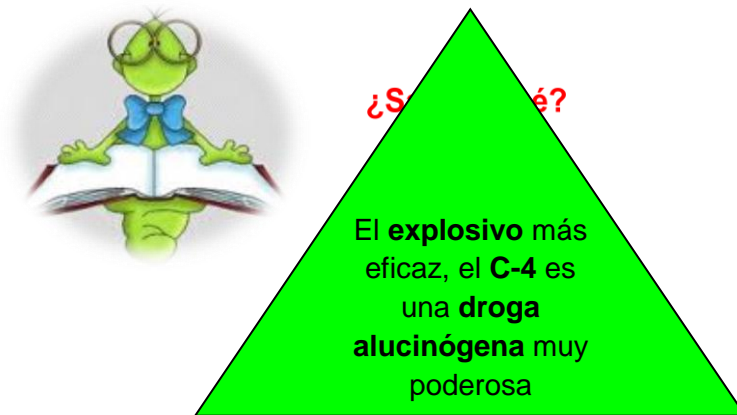 ¿S é?
El explosivo más
eficaz, el C-4 es
una droga
alucinógena muy
poderosa